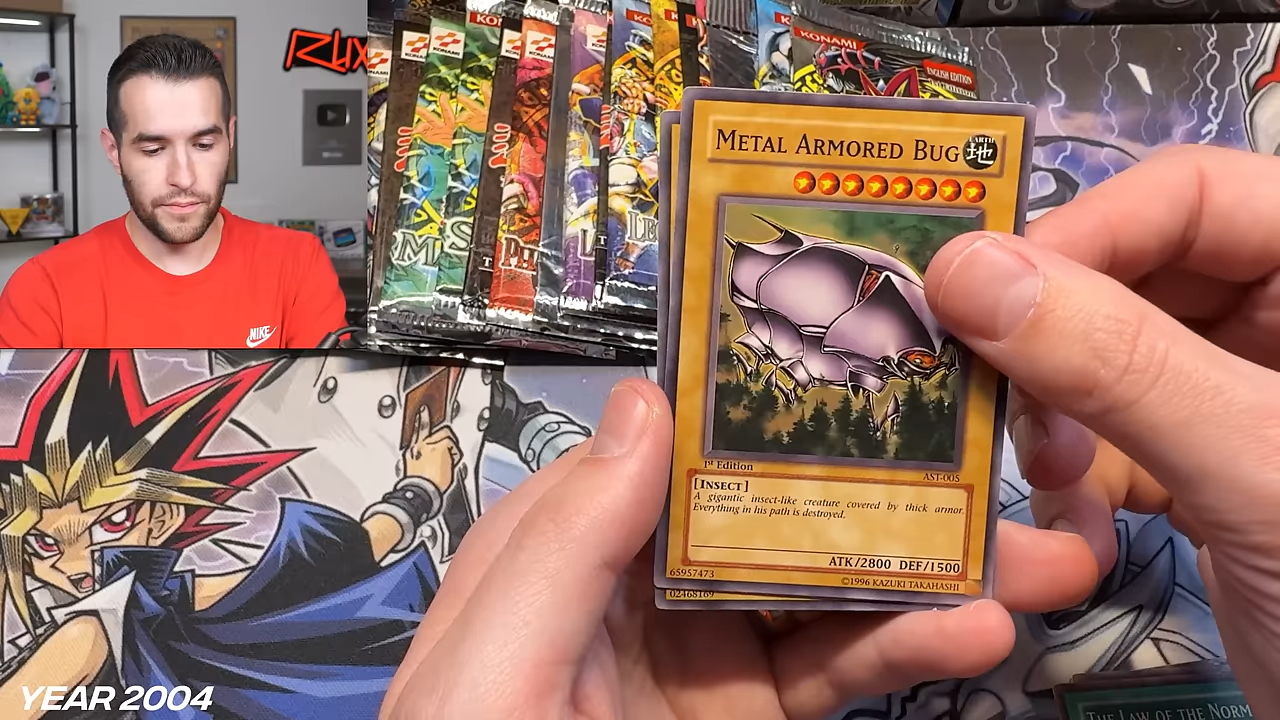 RUX
KONAMI
KONAMI
KONAMI
KONAMI
ENGLISH EDITION
METAL ARMORED BUG
EARTH
地
1st Edition
AST-005
[INSECT]
A gigantic insect-like creature covered by thick armor.
Everything in his path is destroyed.
ATK/2800 DEF/1500
65957473
©1996 KAZUKI TAKAHASHI
02468169
NIKE
YEAR 2004
THE LAW OF THE NORM